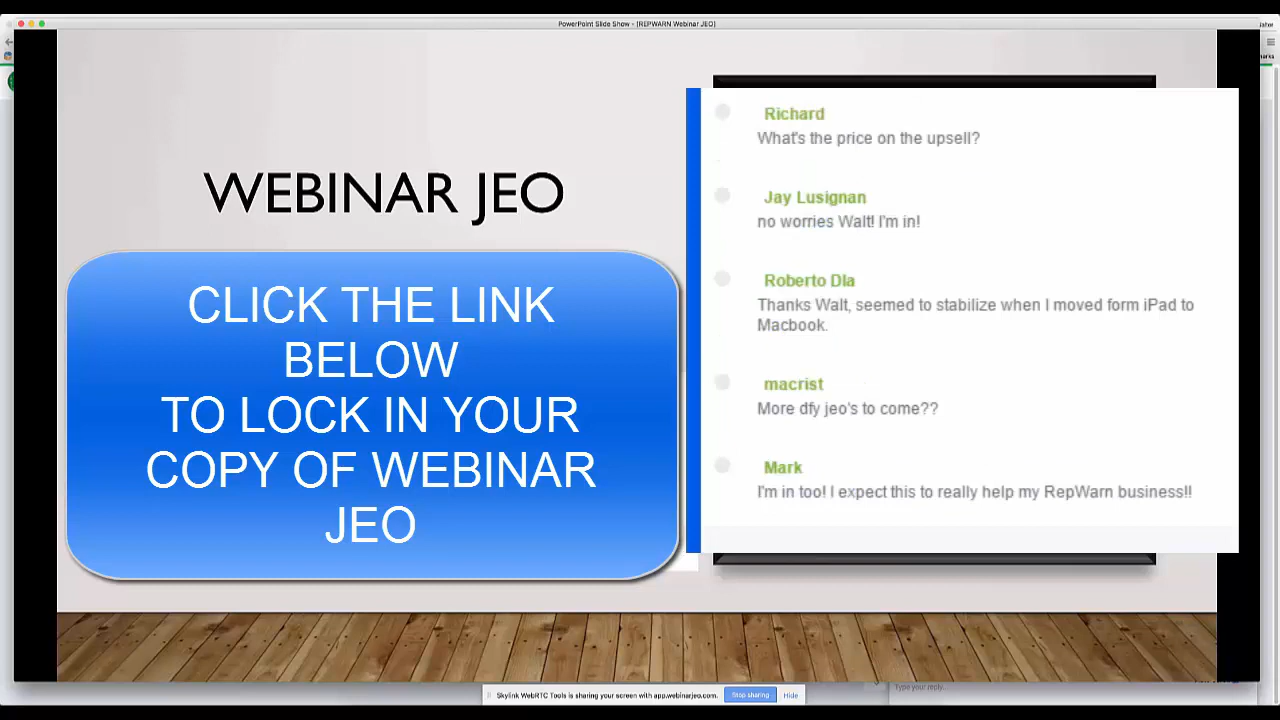 PowerPoint Slide Show - [REPWARN Webinar JEO]
WEBINAR JEO
CLICK THE LINK
BELOW
TO LOCK IN YOUR
COPY OF WEBINAR
JEO
Richard
What's the price on the upsell?
Jay Lusignan
no worries Walt! I'm in!
Roberto Dla
Thanks Walt, seemed to stabilize when I moved form iPad to
Macbook.
macrist
More dfy jeo's to come??
Mark
I'm in too! I expect this to really help my RepWarn business!!
Skylink WebRTC Tools is sharing your screen with app.webinarjeo.com.
Stop sharing
Hide
Type your reply...